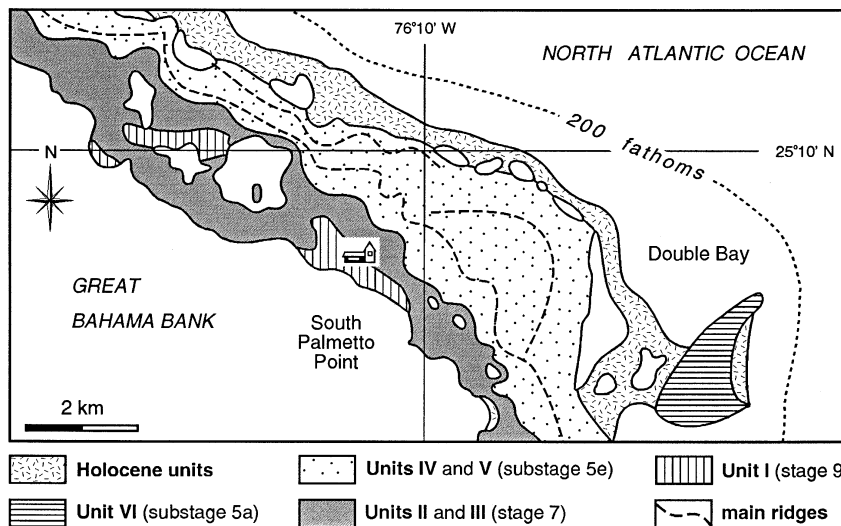 76°10' W
NORTH ATLANTIC OCEAN
200 fathoms
N
25°10' N
Double Bay
GREAT
BAHAMA BANK
South
Palmetto
Point
2 km
Holocene units
Units IV and V (substage 5e)
Unit I (stage 9
Unit VI (substage 5a)
Units II and III (stage 7)
main ridges